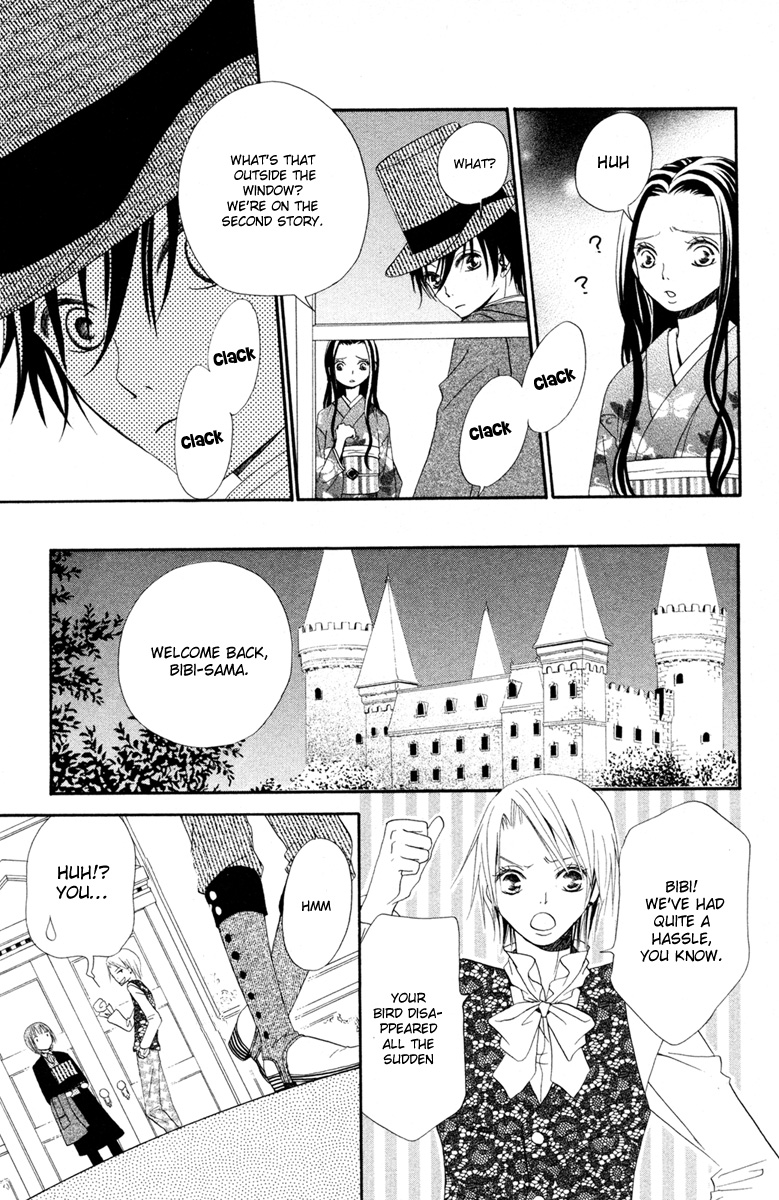 HUH
?
?
WHAT?
Clack
Clack
WHAT'S THAT
OUTSIDE THE
WINDOW?
WE'RE ON THE
SECOND STORY.
Clack
Clack
WELCOME BACK,
BIBI-SAMA.
BIBI!
WE'VE HAD
QUITE A
HASSLE,
YOU KNOW.
YOUR
BIRD DISA-
PPEARED
ALL THE
SUDDEN
HMM
HUH!?
YOU...